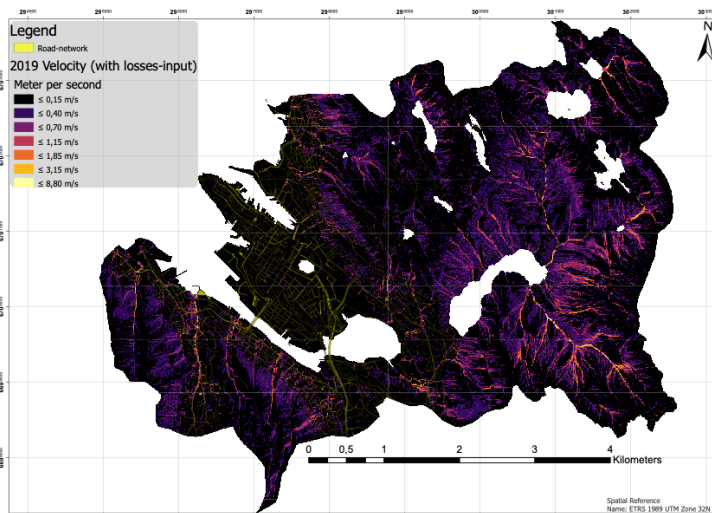 Legend
Road-network
2019 Velocity (with losses-input)
Meter per second
≤ 0,15 m/s
≤ 0,40 m/s
≤ 0,70 m/s
≤ 1,15 m/s
≤ 1,85 m/s
≤ 3,15 m/s
≤ 8,80 m/s
N
0 0,5 1 2 3 4
Kilometers
Spatial Reference
Name: ETRS 1989 UTM Zone 32N